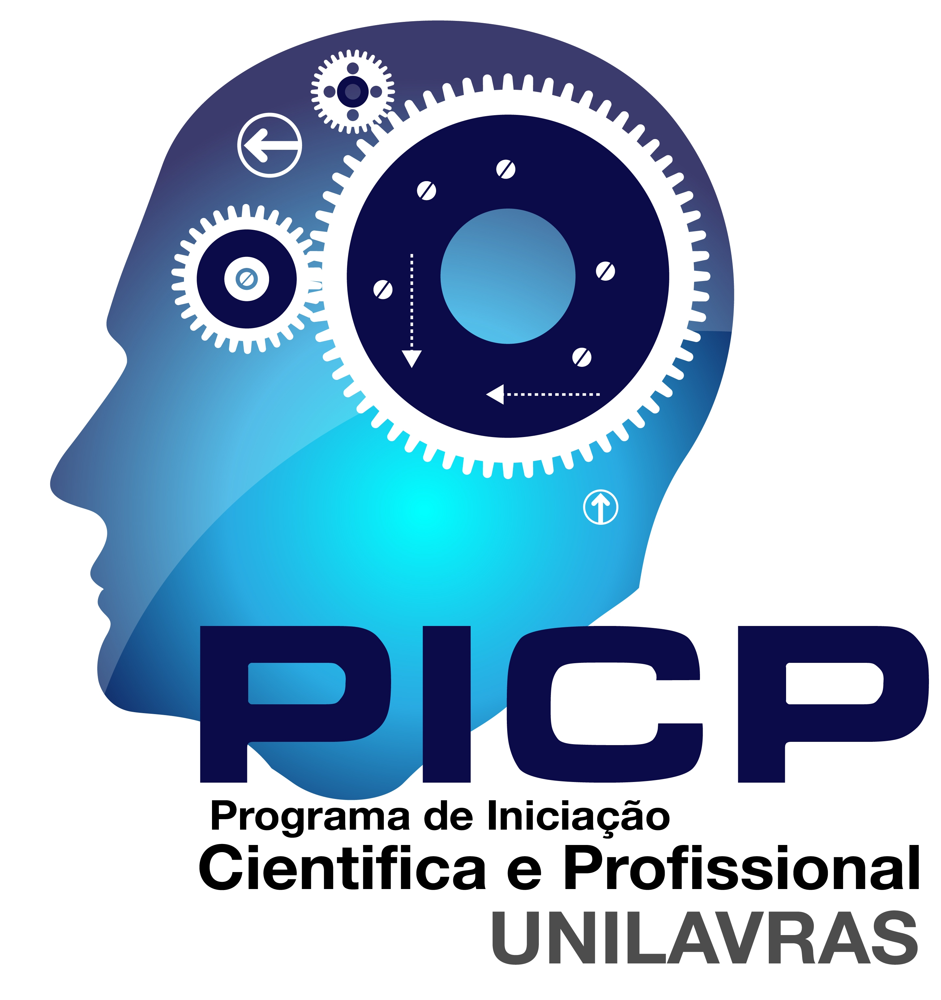 PICP
Programa de Iniciação
Cientifica e Profissional
UNILAVRAS